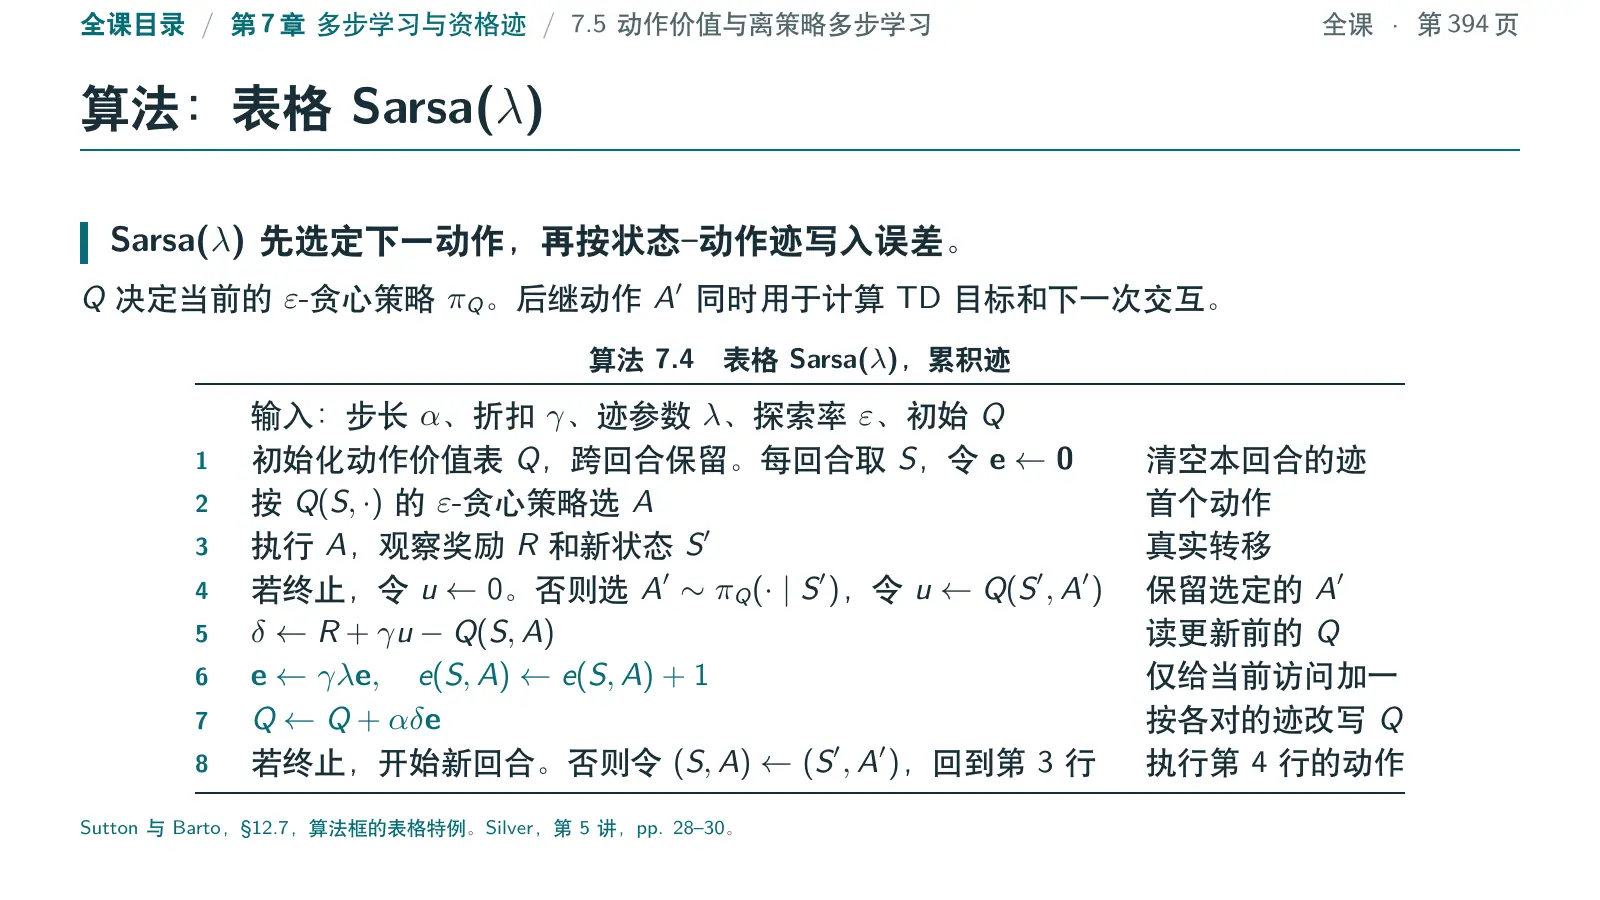 全课目录 / 第 7 章 多步学习与资格迹 / 7.5 动作价值与离策略多步学习
全课 · 第 394 页
算法：表格 Sarsa(λ)
Sarsa(λ) 先选定下一动作，再按状态–动作迹写入误差。
Q 决定当前的 ε-贪心策略 π_Q。后继动作 A′ 同时用于计算 TD 目标和下一次交互。
算法 7.4 表格 Sarsa(λ)，累积迹
输入：步长 α、折扣 γ、迹参数 λ、探索率 ε、初始 Q
1 初始化动作价值表 Q，跨回合保留。每回合取 S，令 e ← 0 清空本回合的迹
2 按 Q(S, ·) 的 ε-贪心策略选 A 首个动作
3 执行 A，观察奖励 R 和新状态 S′ 真实转移
4 若终止，令 u ← 0。否则选 A′ ∼ π_Q(· | S′)，令 u ← Q(S′, A′) 保留选定的 A′
5 δ ← R + γu − Q(S, A) 读更新前的 Q
6 e ← γλe, e(S, A) ← e(S, A) + 1 仅给当前访问加一
7 Q ← Q + αδe 按各对的迹改写 Q
8 若终止，开始新回合。否则令 (S, A) ← (S′, A′)，回到第 3 行 执行第 4 行的动作
Sutton 与 Barto，§12.7，算法框的表格特例。Silver，第 5 讲，pp. 28–30。